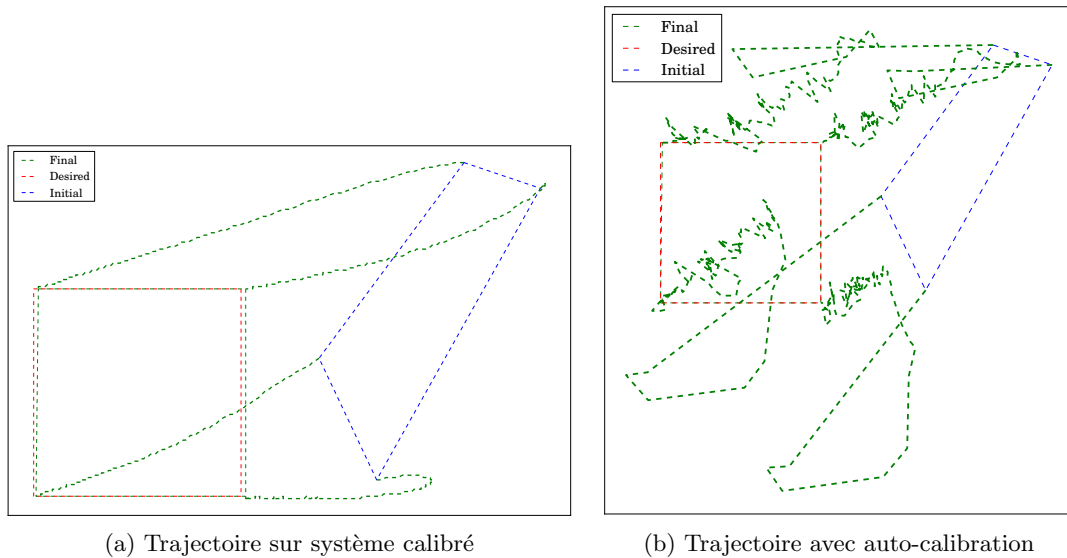 Final
Desired
Initial
Final
Desired
Initial
(a) Trajectoire sur système calibré
(b) Trajectoire avec auto-calibration